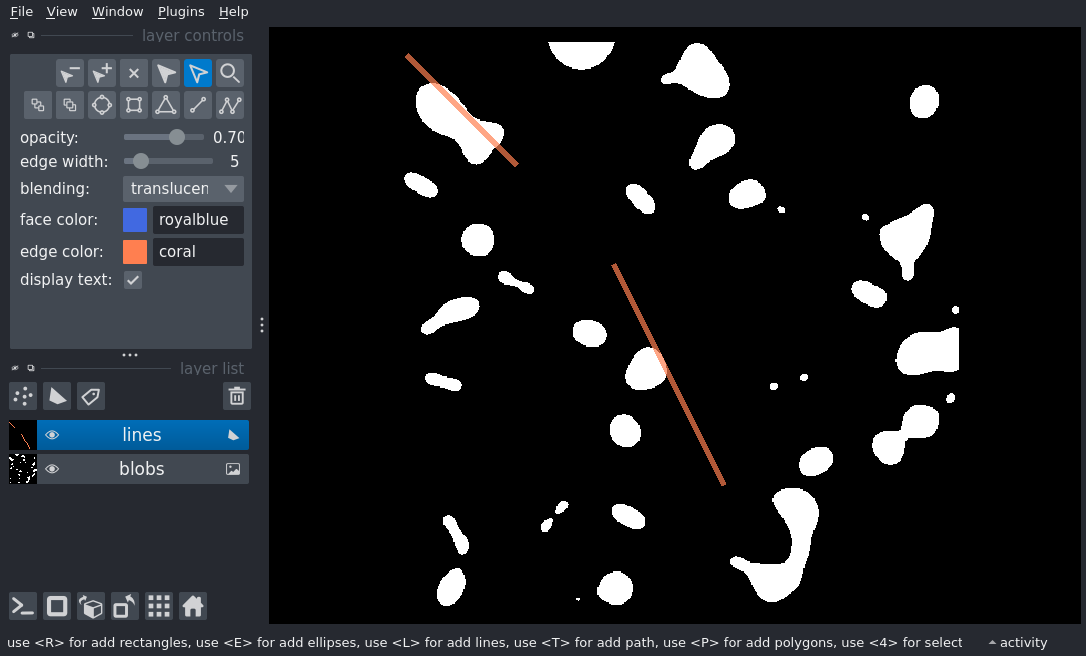 File View Window Plugins Help
layer controls
opacity: 0.70
edge width: 5
blending: translucen
face color: royalblue
edge color: coral
display text:
layer list
lines
blobs
use <R> for add rectangles, use <E> for add ellipses, use <L> for add lines, use <T> for add path, use <P> for add polygons, use <4> for select
activity